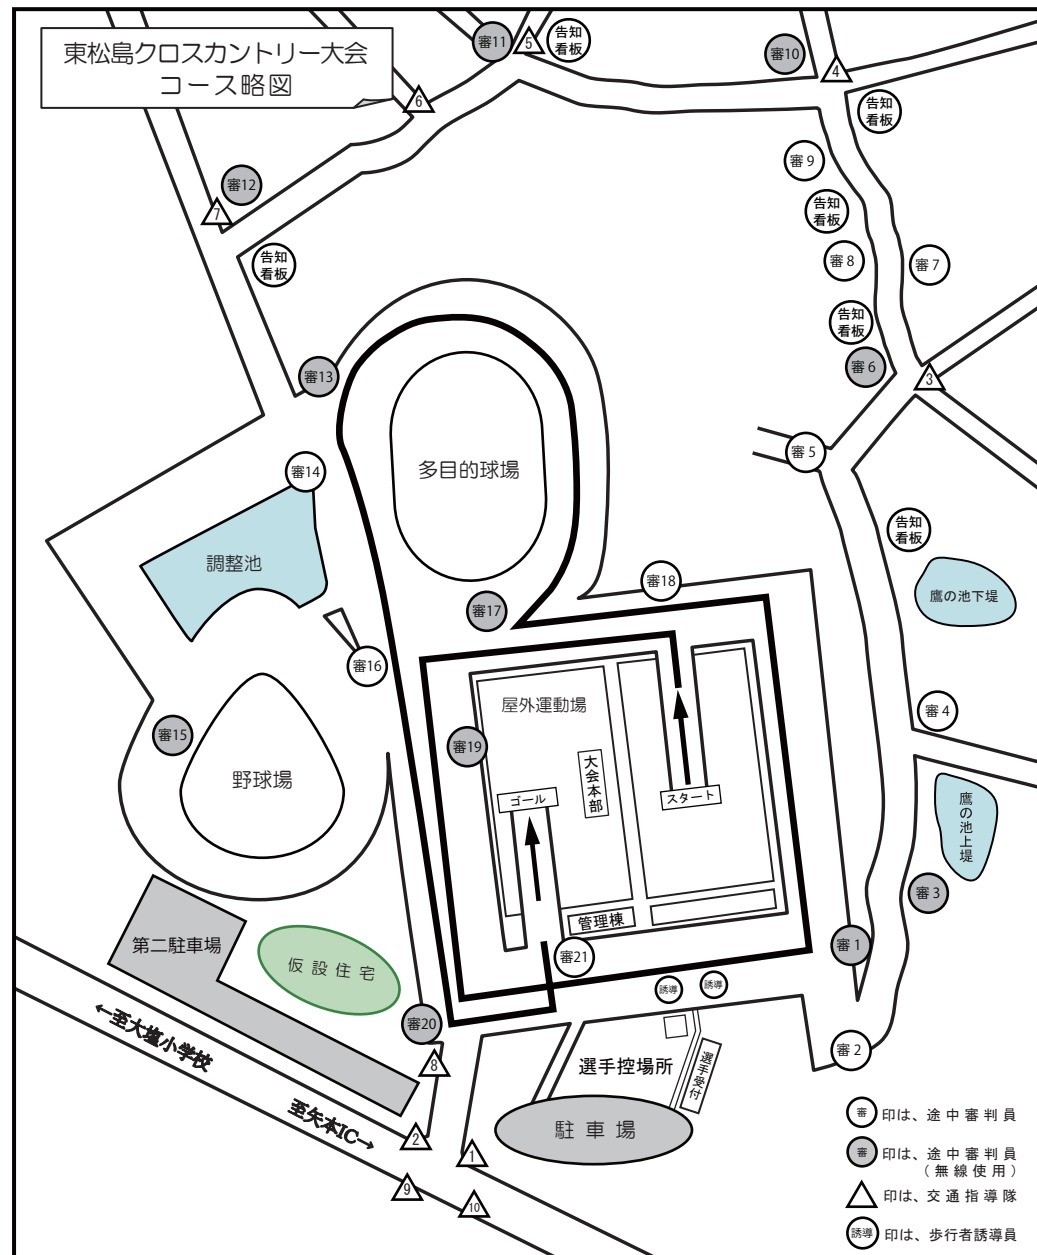 東松島クロスカントリー大会
コース略図
審11
5
告知
看板
審10
4
6
告知
看板
審9
審12
7
告知
看板
審8
審7
告知
看板
告知
看板
審6
3
審13
審5
審14
多目的球場
告知
看板
調整池
鷹の池下堤
審18
審17
審16
屋外運動場
審4
審15
審19
野球場
大会本部
ゴール
スタート
鷹の池上堤
審3
管理棟
第二駐車場
審1
審21
仮設住宅
誘導
誘導
審20
←至大塩小学校
審2
8
選手控場所
選手受付
至矢本IC→
駐車場
2
1
9
10
審 印は、途中審判員
審 印は、途中審判員
（無線使用）
印は、交通指導隊
誘導 印は、歩行者誘導員